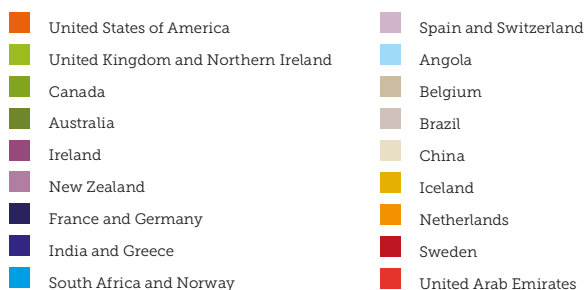 United States of America
United Kingdom and Northern Ireland
Canada
Australia
Ireland
New Zealand
France and Germany
India and Greece
South Africa and Norway
Spain and Switzerland
Angola
Belgium
Brazil
China
Iceland
Netherlands
Sweden
United Arab Emirates